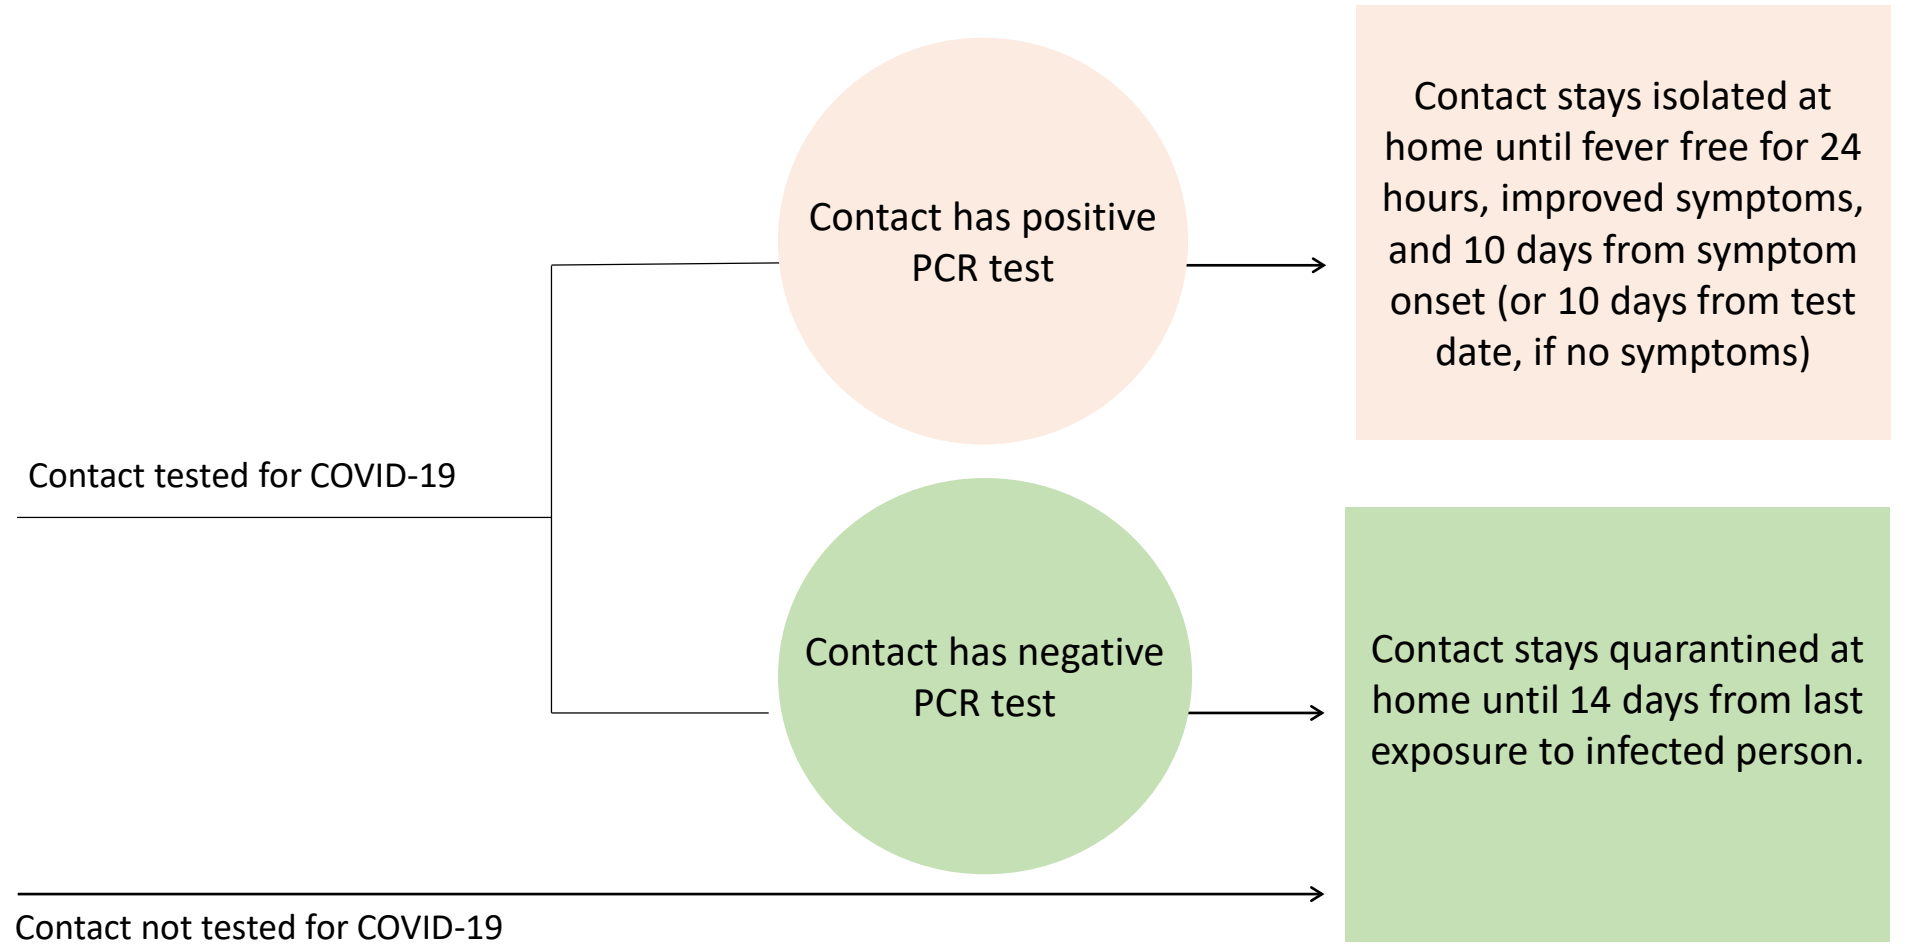 Contact has positive
PCR test
Contact stays isolated at
home until fever free for 24
hours, improved symptoms,
and 10 days from symptom
onset (or 10 days from test
date, if no symptoms)
Contact tested for COVID-19
Contact has negative
PCR test
Contact stays quarantined at
home until 14 days from last
exposure to infected person.
Contact not tested for COVID-19